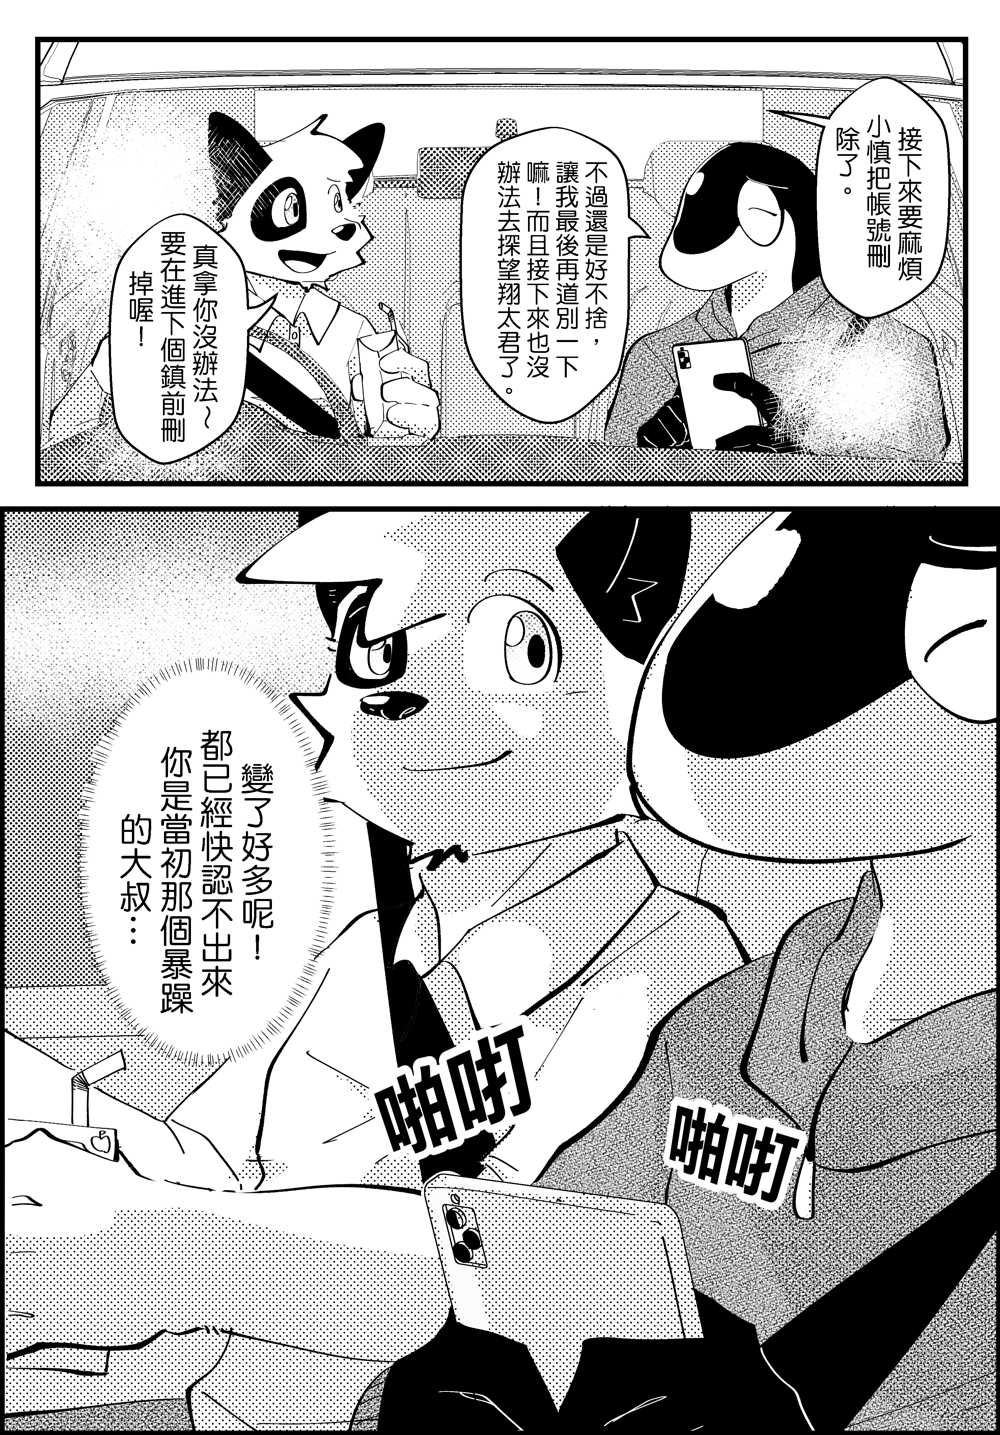 接下來要麻煩
小慎把帳號刪
除了。
不過還是好不捨，
讓我最後再道別一下
嘛！而且接下來也沒
辦法去探望翔太君了。
真拿你沒辦法～
要在進下個鎮前刪
掉喔！
變了好多呢！
都已經快認不出來
你是當初那個暴躁
的大叔…
啪咑
啪咑